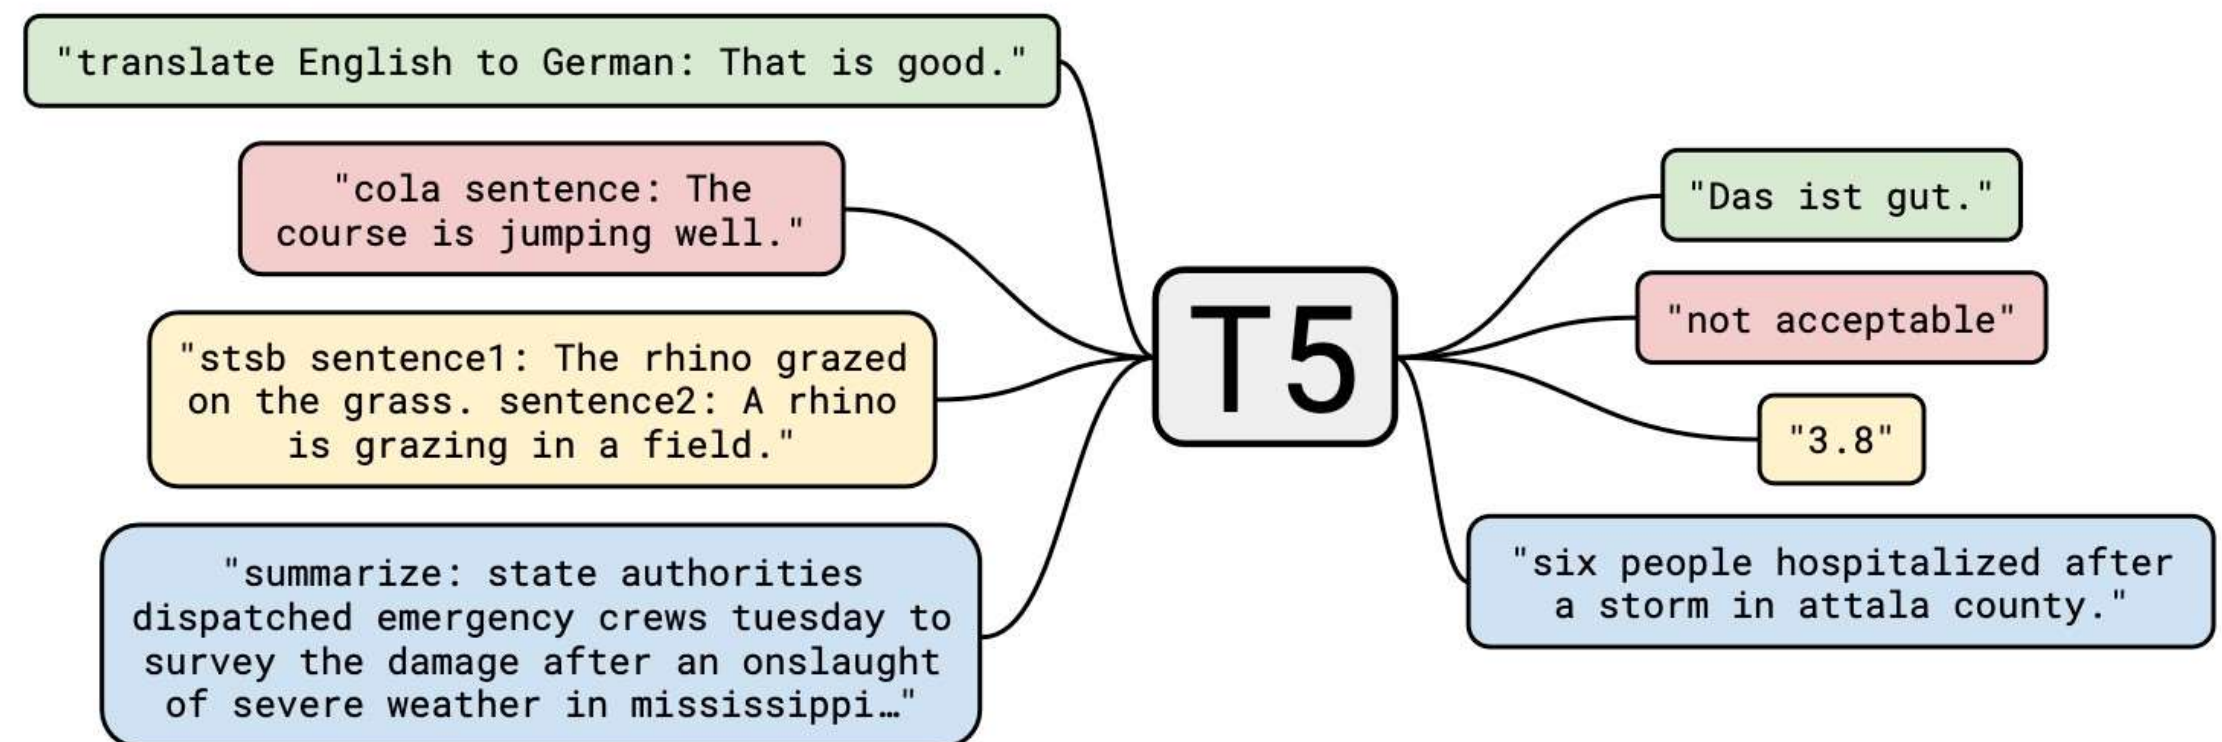 "translate English to German: That is good."
"cola sentence: The
course is jumping well."
"stsb sentence1: The rhino grazed
on the grass. sentence2: A rhino
is grazing in a field."
"summarize: state authorities
dispatched emergency crews tuesday to
survey the damage after an onslaught
of severe weather in mississippi…"
T5
"Das ist gut."
"not acceptable"
"3.8"
"six people hospitalized after
a storm in attala county."